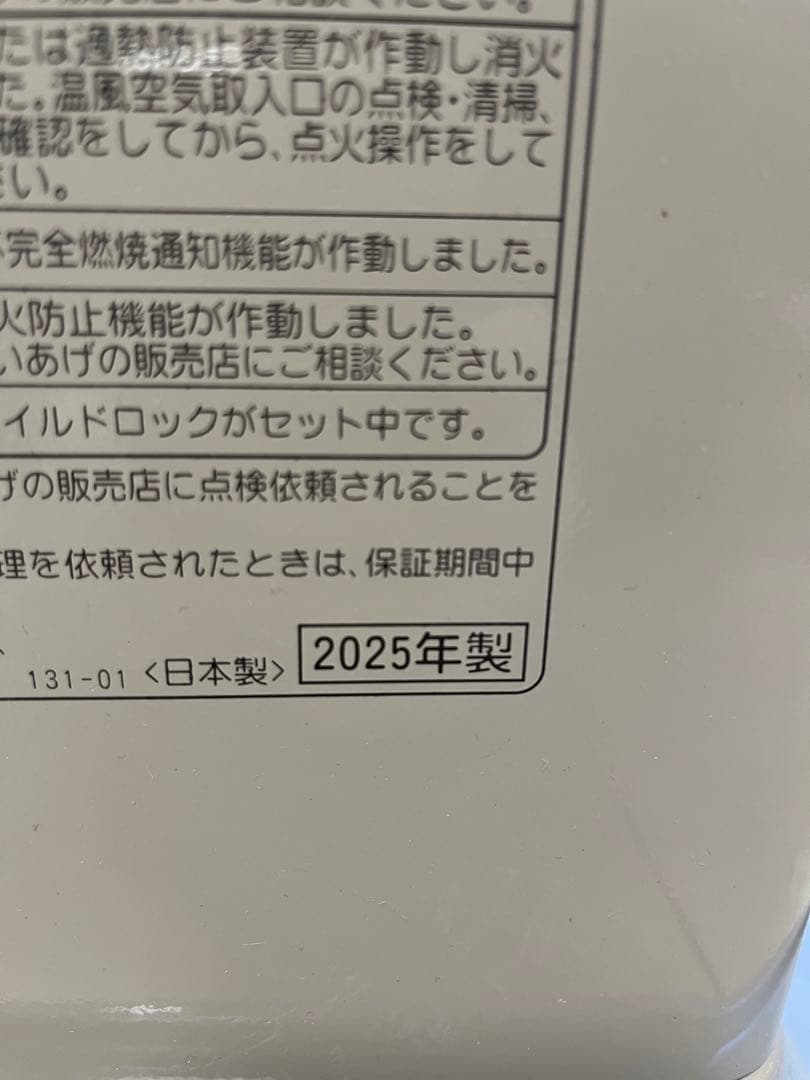 たは過熱防止装置が作動し消火
た。温風空気取入口の点検・清掃、
確認をしてから、点火操作をして
さい。
完全燃焼通知機能が作動しました。
火防止機能が作動しました。
いあげの販売店にご相談ください。
イルドロックがセット中です。
げの販売店に点検依頼されることを
理を依頼されたときは、保証期間中
131-01 <日本製> 2025年製